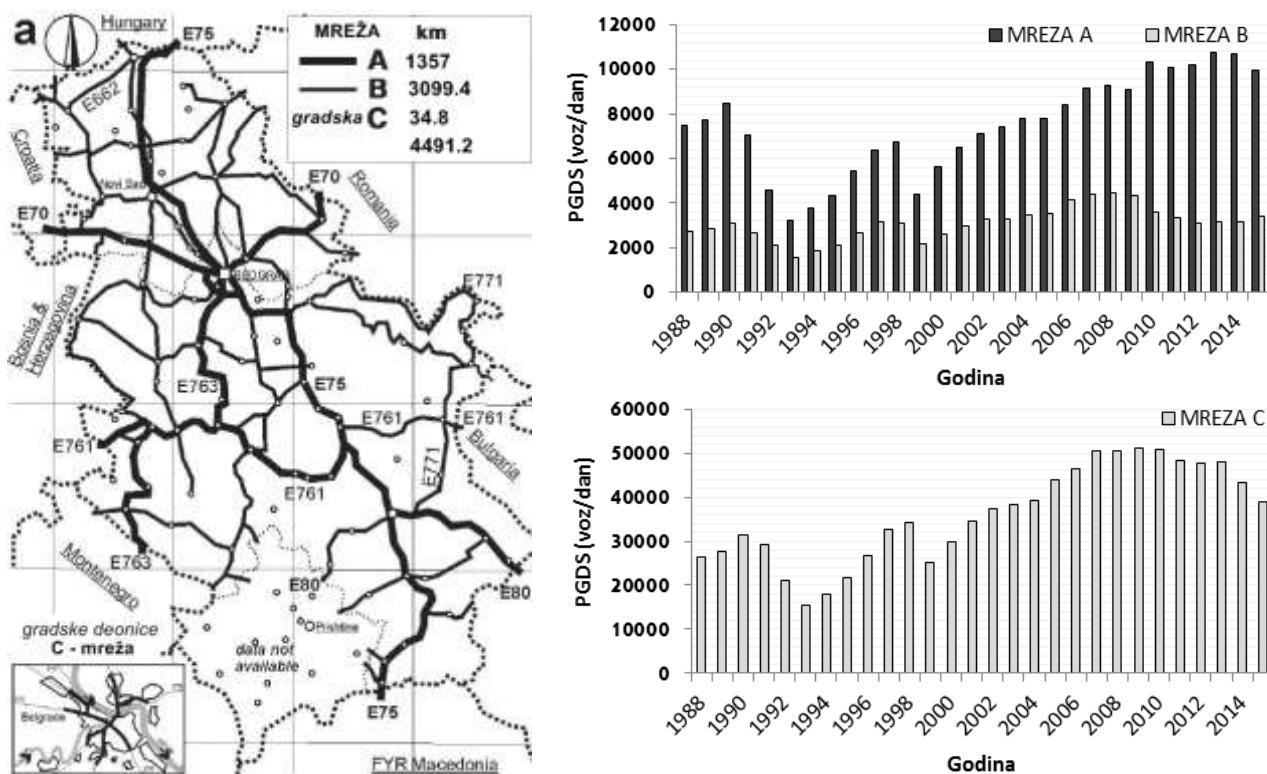 a
Hungary
E75
MREŽA km
A 1357
B 3099.4
gradska C 34.8
4491.2
E662
Croatia
Novi Sad
E70
Romania
E70
BEOGRAD
Bosnia &
Herzagowina
E771
E763
E75
E761
E761
E761
E771
Bulgaria
E761
Montenegro
E763
E80
E80
Prishtine
gradske deonice
C - mreža
data not
available
Belgrade
E75
FYR Macedonia
MREZA A MREZA B
PGDS (voz/dan)
12000
10000
8000
6000
4000
2000
0
1988 1990 1992 1994 1996 1998 2000 2002 2004 2006 2008 2010 2012 2014
Godina
MREZA C
PGDS (voz/dan)
60000
50000
40000
30000
20000
10000
0
1988 1990 1992 1994 1996 1998 2000 2002 2004 2006 2008 2010 2012 2014
Godina